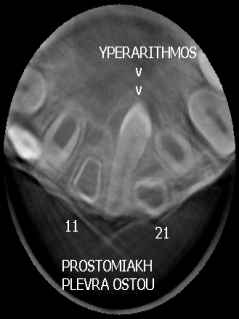 YPERARITHMOS
v
v
11
21
PROSTOMIAKH
PLEVRA OSTOU